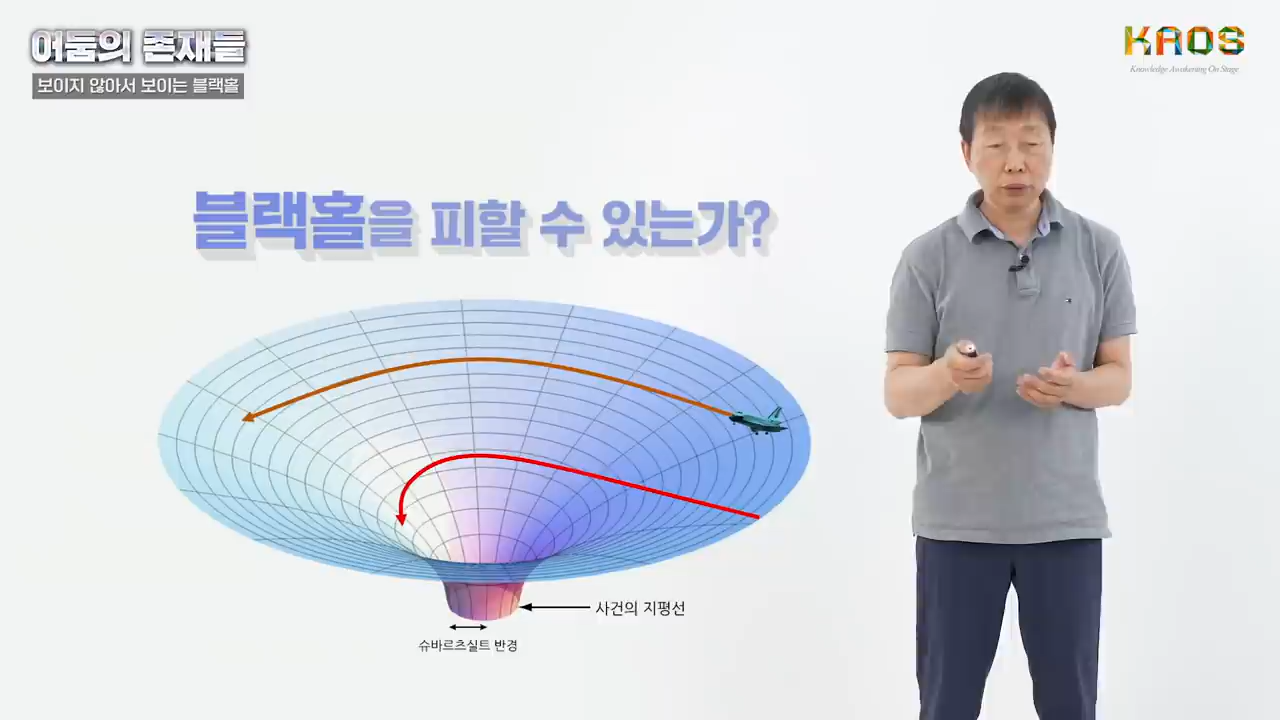 어둠의 존재들
보이지 않아서 보이는 블랙홀
KAOS
Knowledge Awakening On Stage
블랙홀을 피할 수 있는가?
사건의 지평선
슈바르츠실트 반경